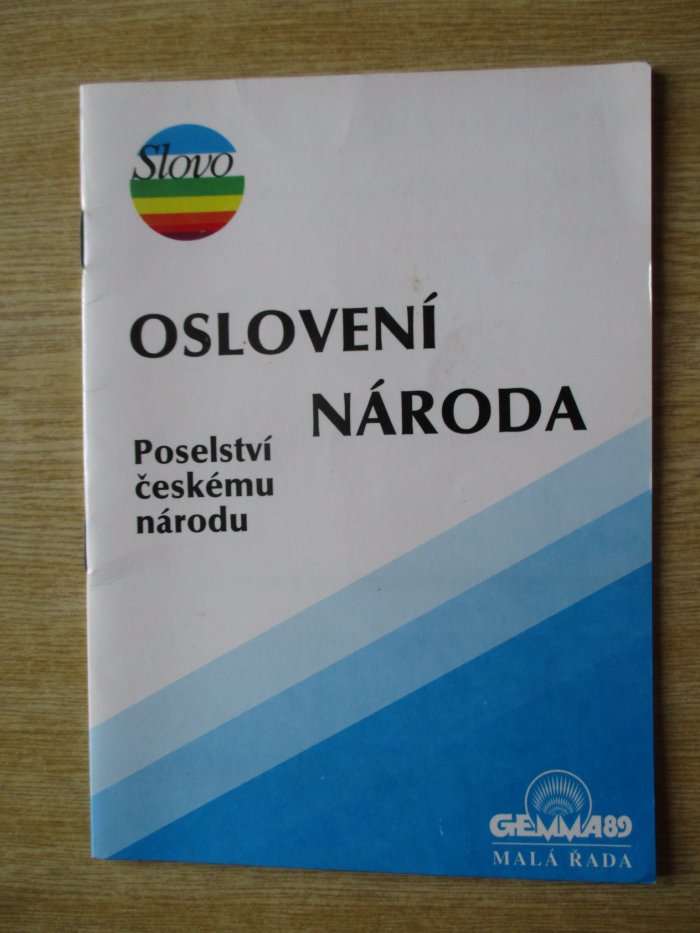 Slovo
OSLOVENÍ
NÁRODA
Poselství
českému
národu
GEMMA89
MALÁ ŘADA